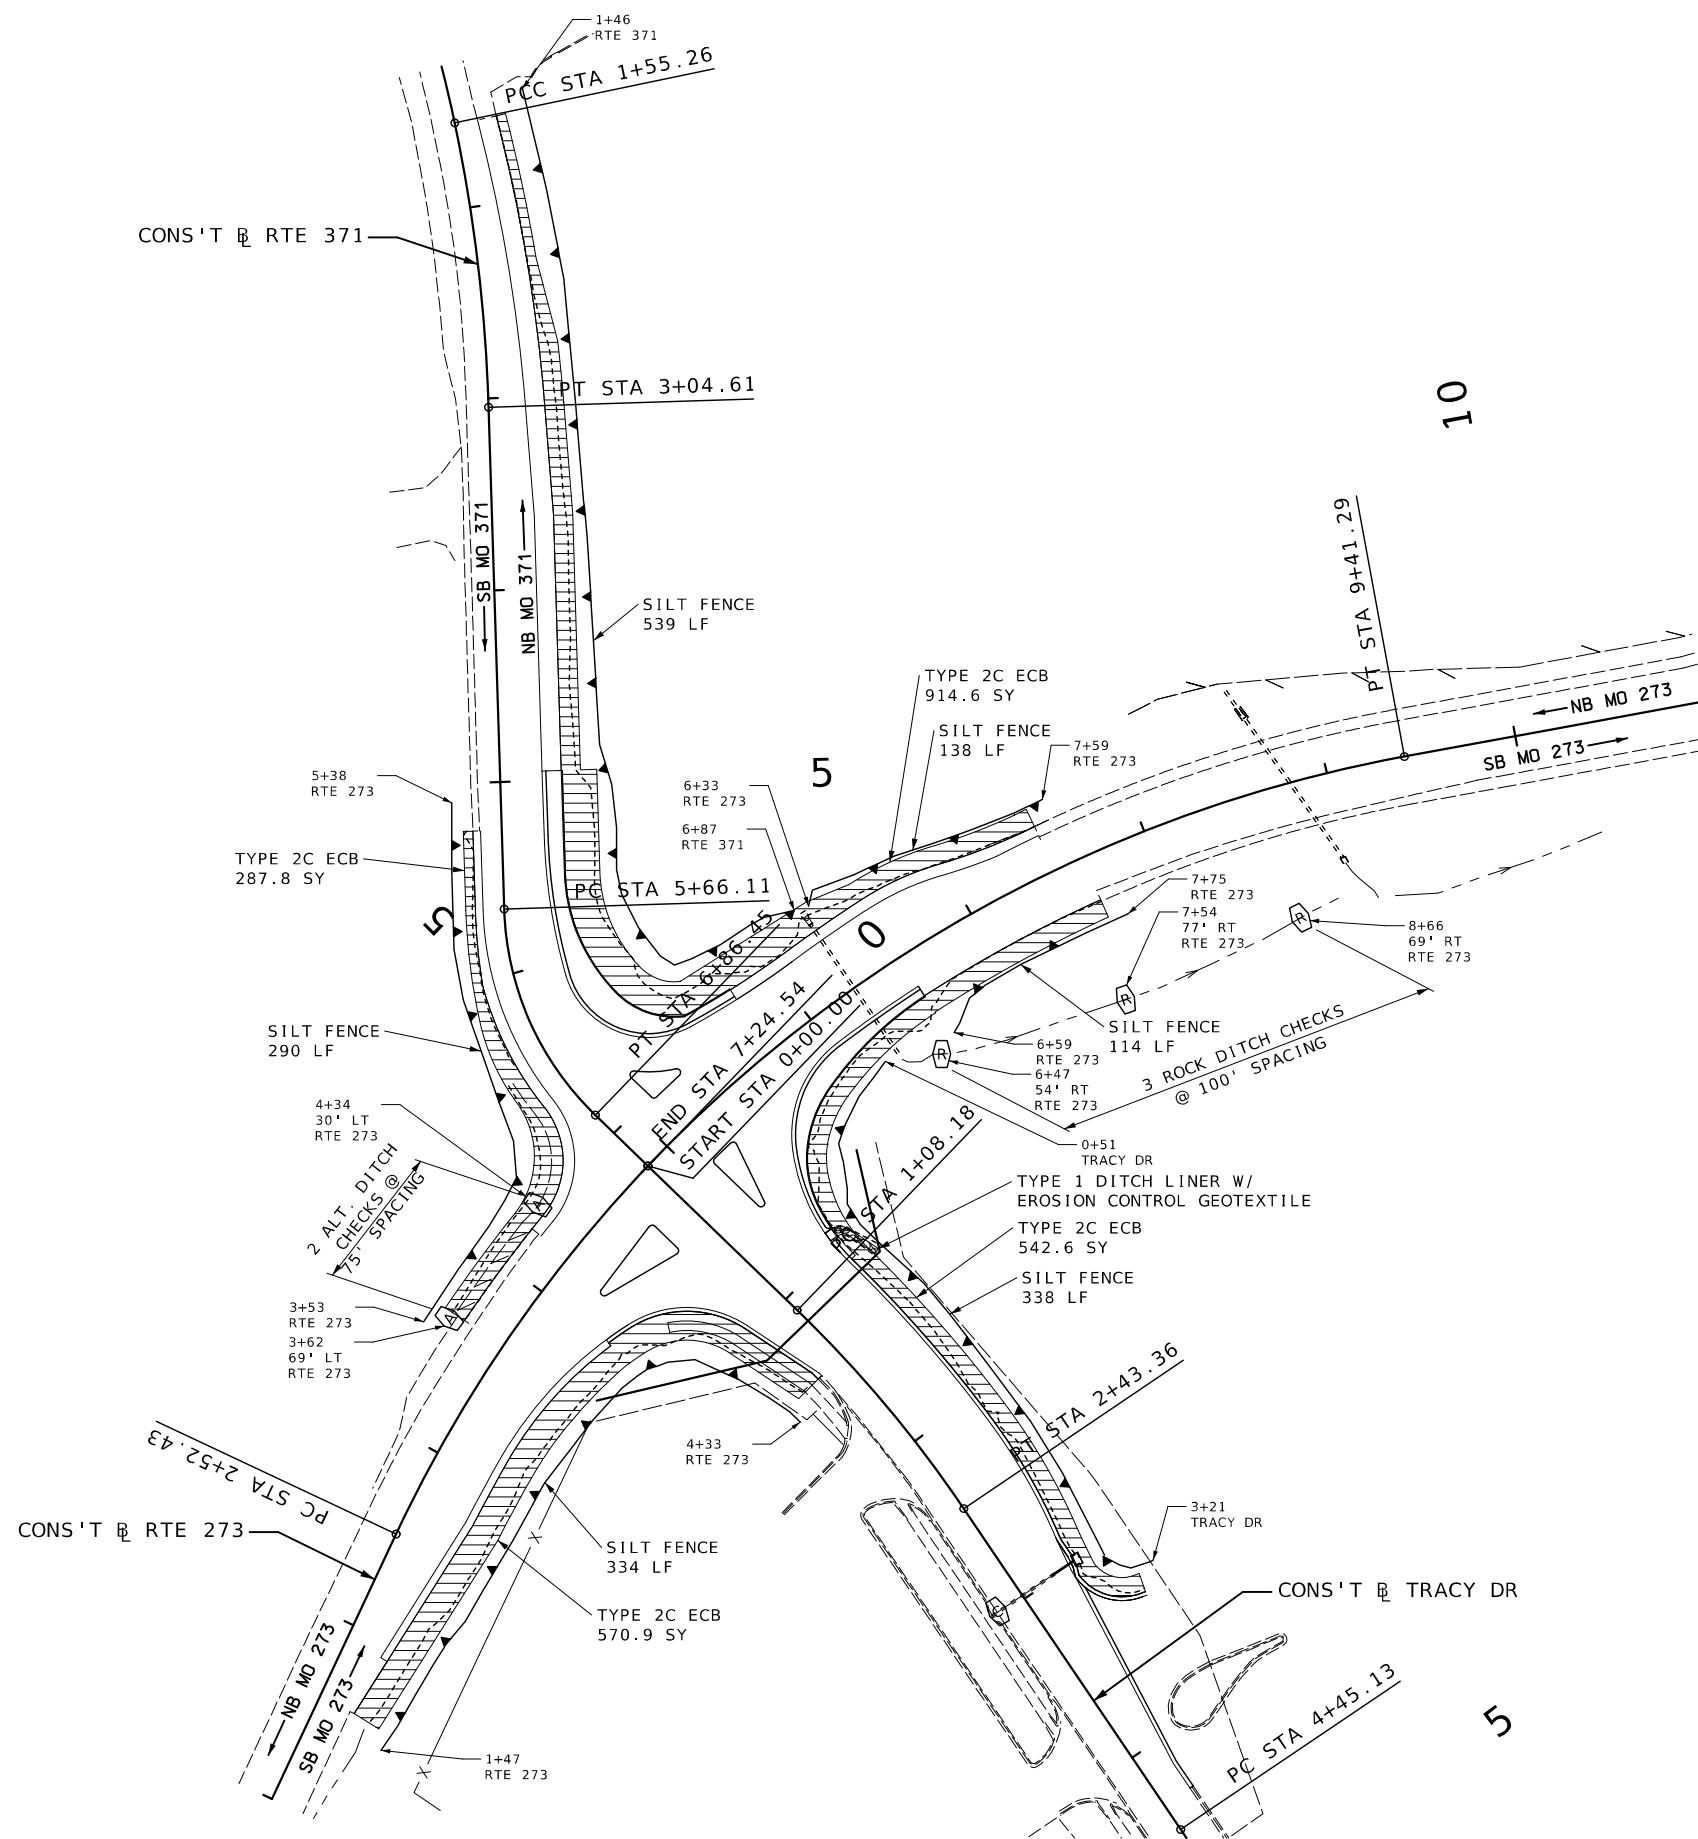 1+46
RTE 371
PCC STA 1+55.26
CONS'T ℄ RTE 371
PT STA 3+04.61
10
PT STA 9+41.29
SB MO 371
NB MO 371
SILT FENCE
539 LF
TYPE 2C ECB
914.6 SY
SILT FENCE
138 LF
7+59
RTE 273
NB MO 273
SB MO 273
5
5+38
RTE 273
6+33
RTE 273
6+87
RTE 371
TYPE 2C ECB
287.8 SY
5
PC STA 5+66.11
0
7+75
RTE 273
7+54
77' RT
RTE 273
R
8+66
69' RT
RTE 273
R
R
PT STA 6+86.45
END STA 7+24.54
START STA 0+00.00
SILT FENCE
290 LF
SILT FENCE
114 LF
6+59
RTE 273
6+47
54' RT
RTE 273
3 ROCK DITCH CHECKS
@ 100' SPACING
4+34
30' LT
RTE 273
2 ALT. DITCH
CHECKS @
75' SPACING
A
0+51
TRACY DR
STA 1+08.18
TYPE 1 DITCH LINER W/
EROSION CONTROL GEOTEXTILE
TYPE 2C ECB
542.6 SY
SILT FENCE
338 LF
3+53
RTE 273
3+62
69' LT
RTE 273
A
STA 2+43.36
PI
4+33
RTE 273
PC STA 2+52.43
CONS'T ℄ RTE 273
X
SILT FENCE
334 LF
3+21
TRACY DR
TYPE 2C ECB
570.9 SY
C
CONS'T ℄ TRACY DR
NB MO 273
SB MO 273
1+47
RTE 273
X
PC STA 4+45.13
5